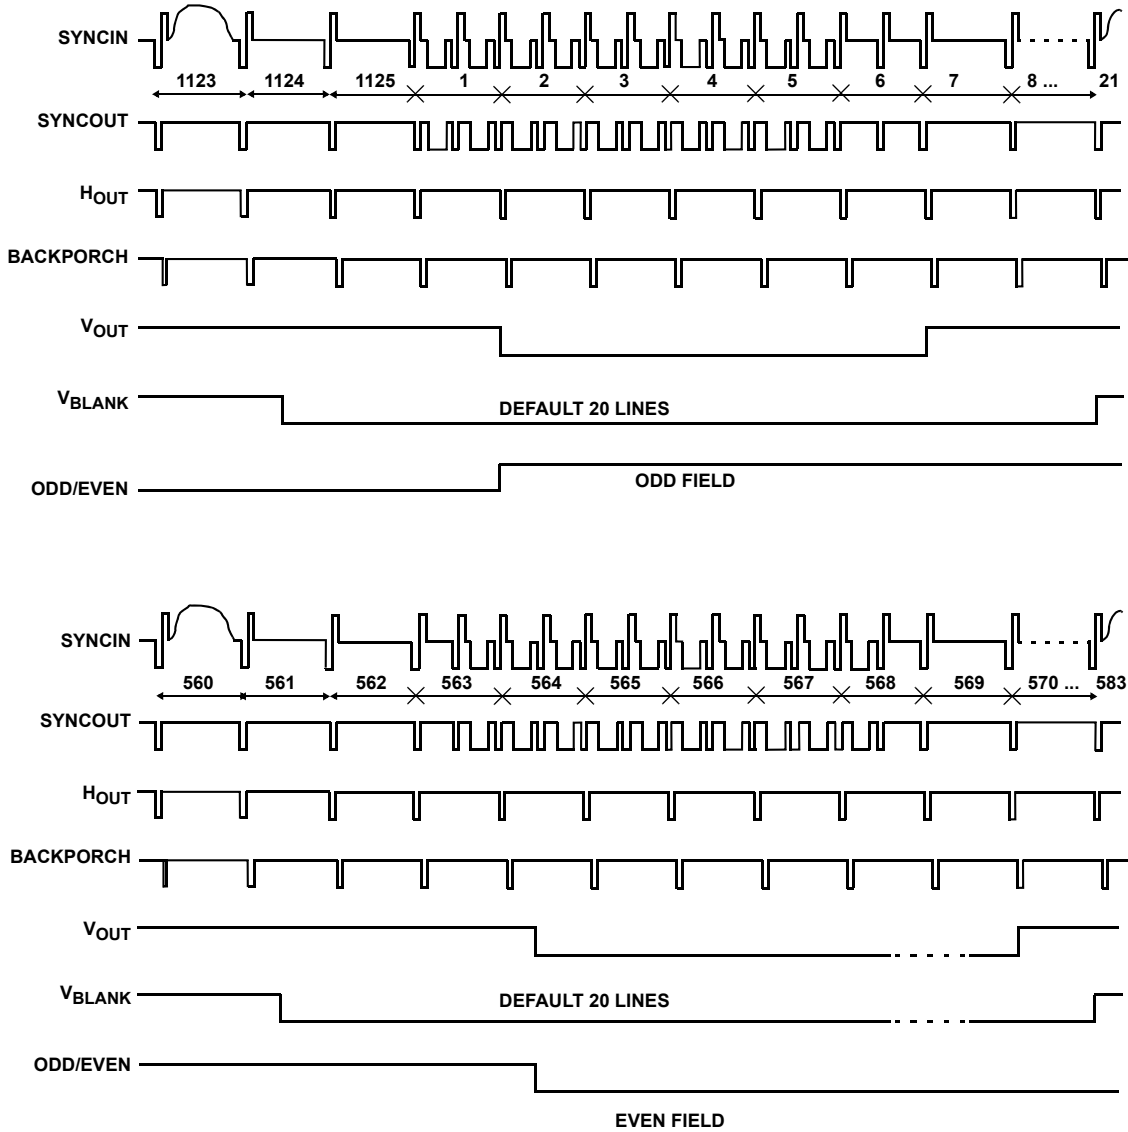 SYNCIN
1123 1124 1125 1 2 3 4 5 6 7 8 ... 21
SYNCOUT
HOUT
BACKPORCH
VOUT
VBLANK
DEFAULT 20 LINES
ODD/EVEN
ODD FIELD
SYNCIN
560 561 562 563 564 565 566 567 568 569 570 ... 583
SYNCOUT
HOUT
BACKPORCH
VOUT
VBLANK
DEFAULT 20 LINES
ODD/EVEN
EVEN FIELD